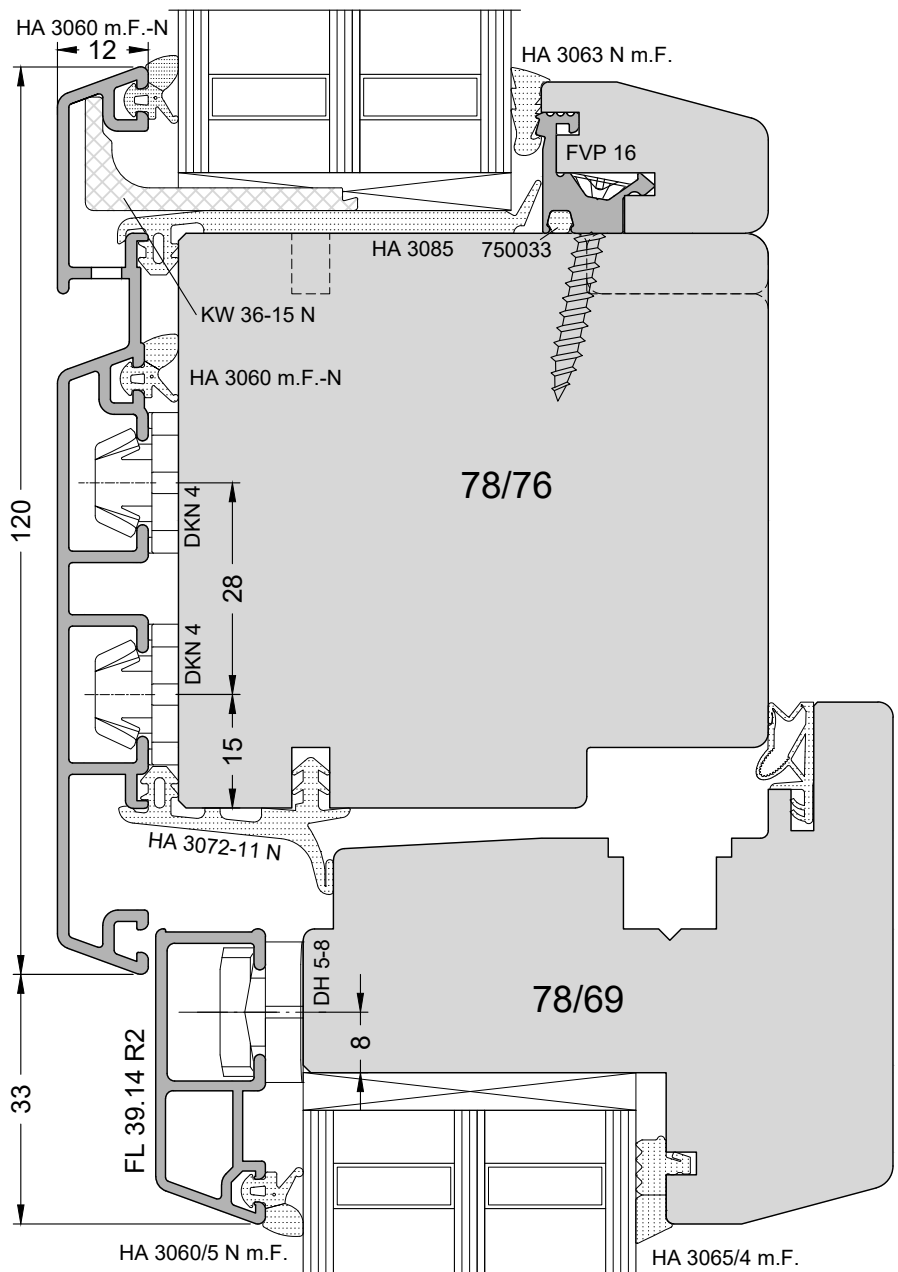 HA 3060 m.F.-N
12
HA 3063 N m.F.
FVP 16
HA 3085
750033
KW 36-15 N
HA 3060 m.F.-N
78/76
120
DKN 4
28
DKN 4
15
HA 3072-11 N
DH 5-8
78/69
8
FL 39.14 R2
33
HA 3060/5 N m.F.
HA 3065/4 m.F.